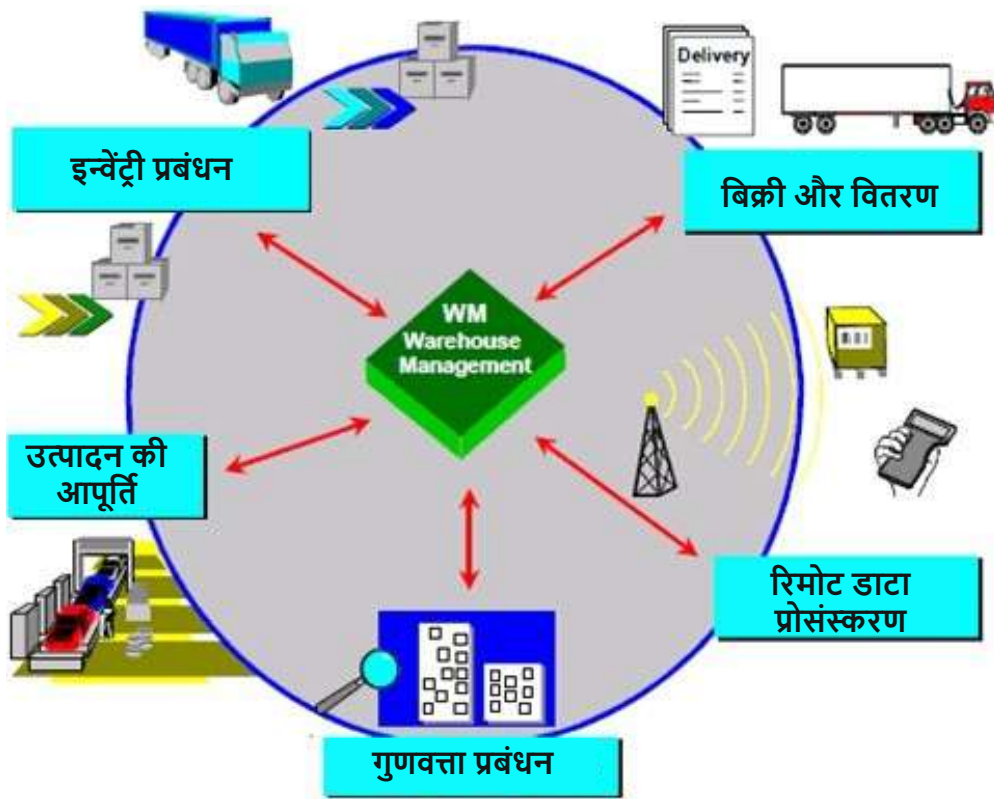 Delivery
इन्वेंट्री प्रबंधन
बिक्री और वितरण
WM
Warehouse
Management
उत्पादन की
आपूर्ति
रिमोट डाटा
प्रोसंस्करण
गुणवत्ता प्रबंधन